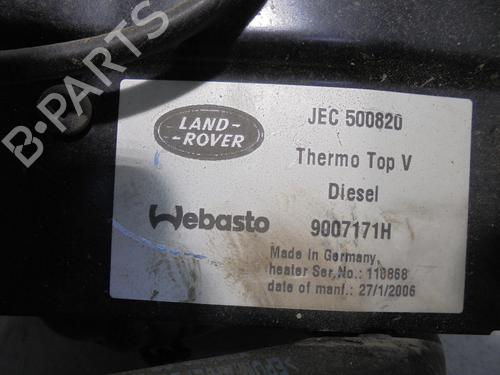 LAND-
-ROVER
JEC 500820
Thermo Top V
Diesel
Webasto
9007171H
Made in Germany,
heater Ser.No.: 110868
date of manf.: 27/1/2006
B-Parts